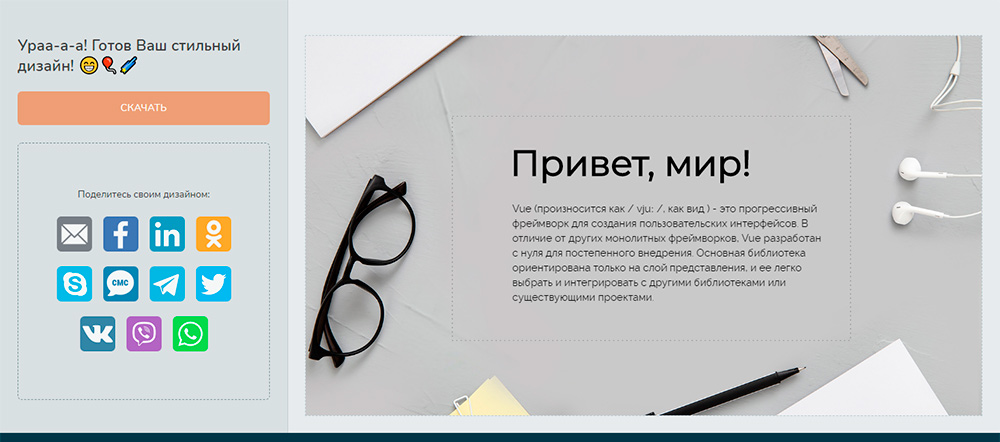 Ураа-а-а! Готов Ваш стильный
дизайн! 😁🎈🍾
СКАЧАТЬ
Поделитесь своим дизайном:
смс
Привет, мир!
Vue (произносится как / vjuː /, как вид ) - это прогрессивный
фреймворк для создания пользовательских интерфейсов. В
отличие от других монолитных фреймворков, Vue разработан
с нуля для постепенного внедрения. Основная библиотека
ориентирована только на слой представления, и ее легко
выбрать и интегрировать с другими библиотеками или
существующими проектами.